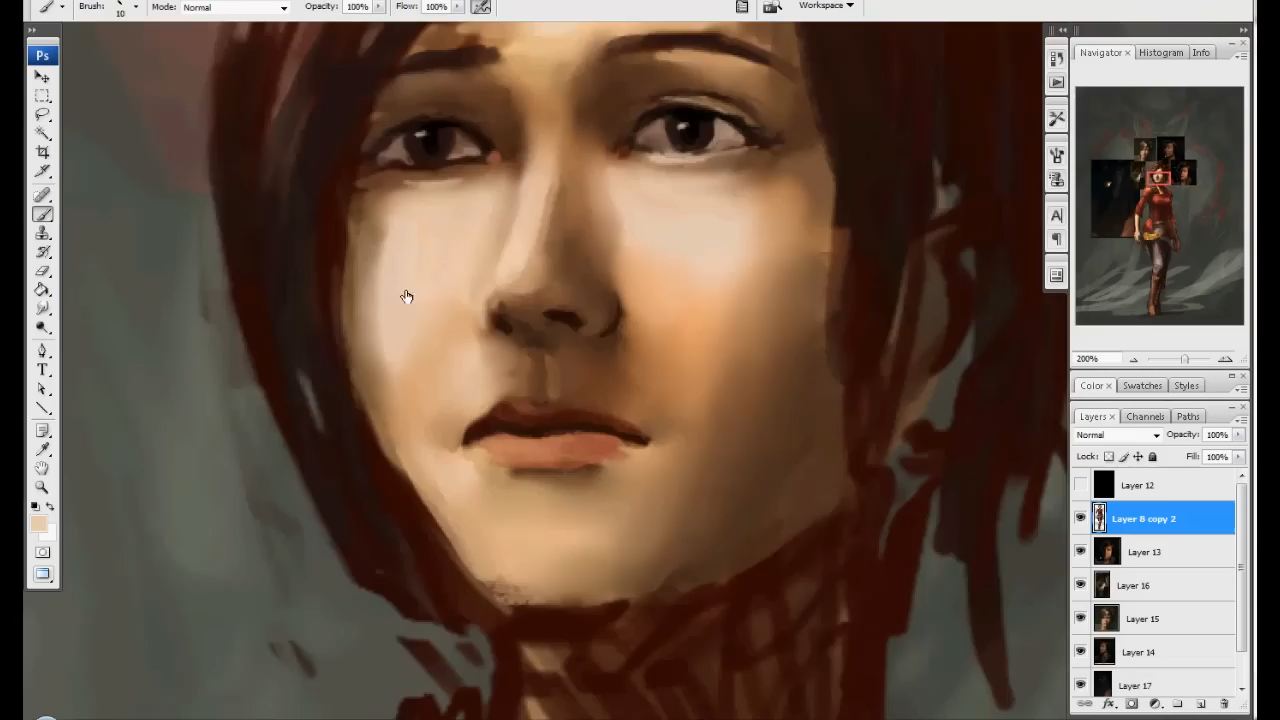 Brush: 10 Mode: Normal Opacity: 100% Flow: 100% Workspace
Ps
Navigator × Histogram Info
200%
Color × Swatches Styles
Layers × Channels Paths
Normal Opacity: 100%
Lock: Fill: 100%
Layer 12
Layer 8 copy 2
Layer 13
Layer 16
Layer 15
Layer 14
Layer 17